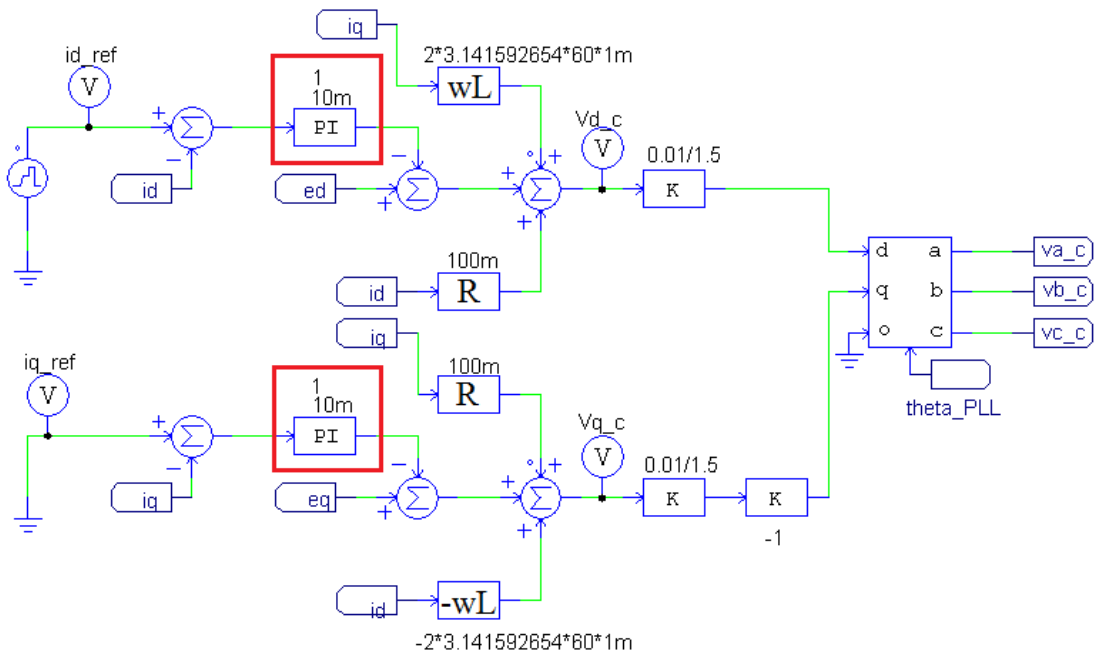 iq
2*3.141592654*60*1m
wL
id_ref
V
1
10m
PI
+
Σ
−
id
Vd_c
V
0.01/1.5
K
−
ed
+
Σ
+
+
Σ
+
100m
id
R
d a
q b
o c
va_c
vb_c
vc_c
theta_PLL
iq
100m
R
iq_ref
V
1
10m
PI
+
Σ
−
iq
Vq_c
V
0.01/1.5
K
K
-1
−
eq
+
Σ
+
+
Σ
+
id
-wL
-2*3.141592654*60*1m